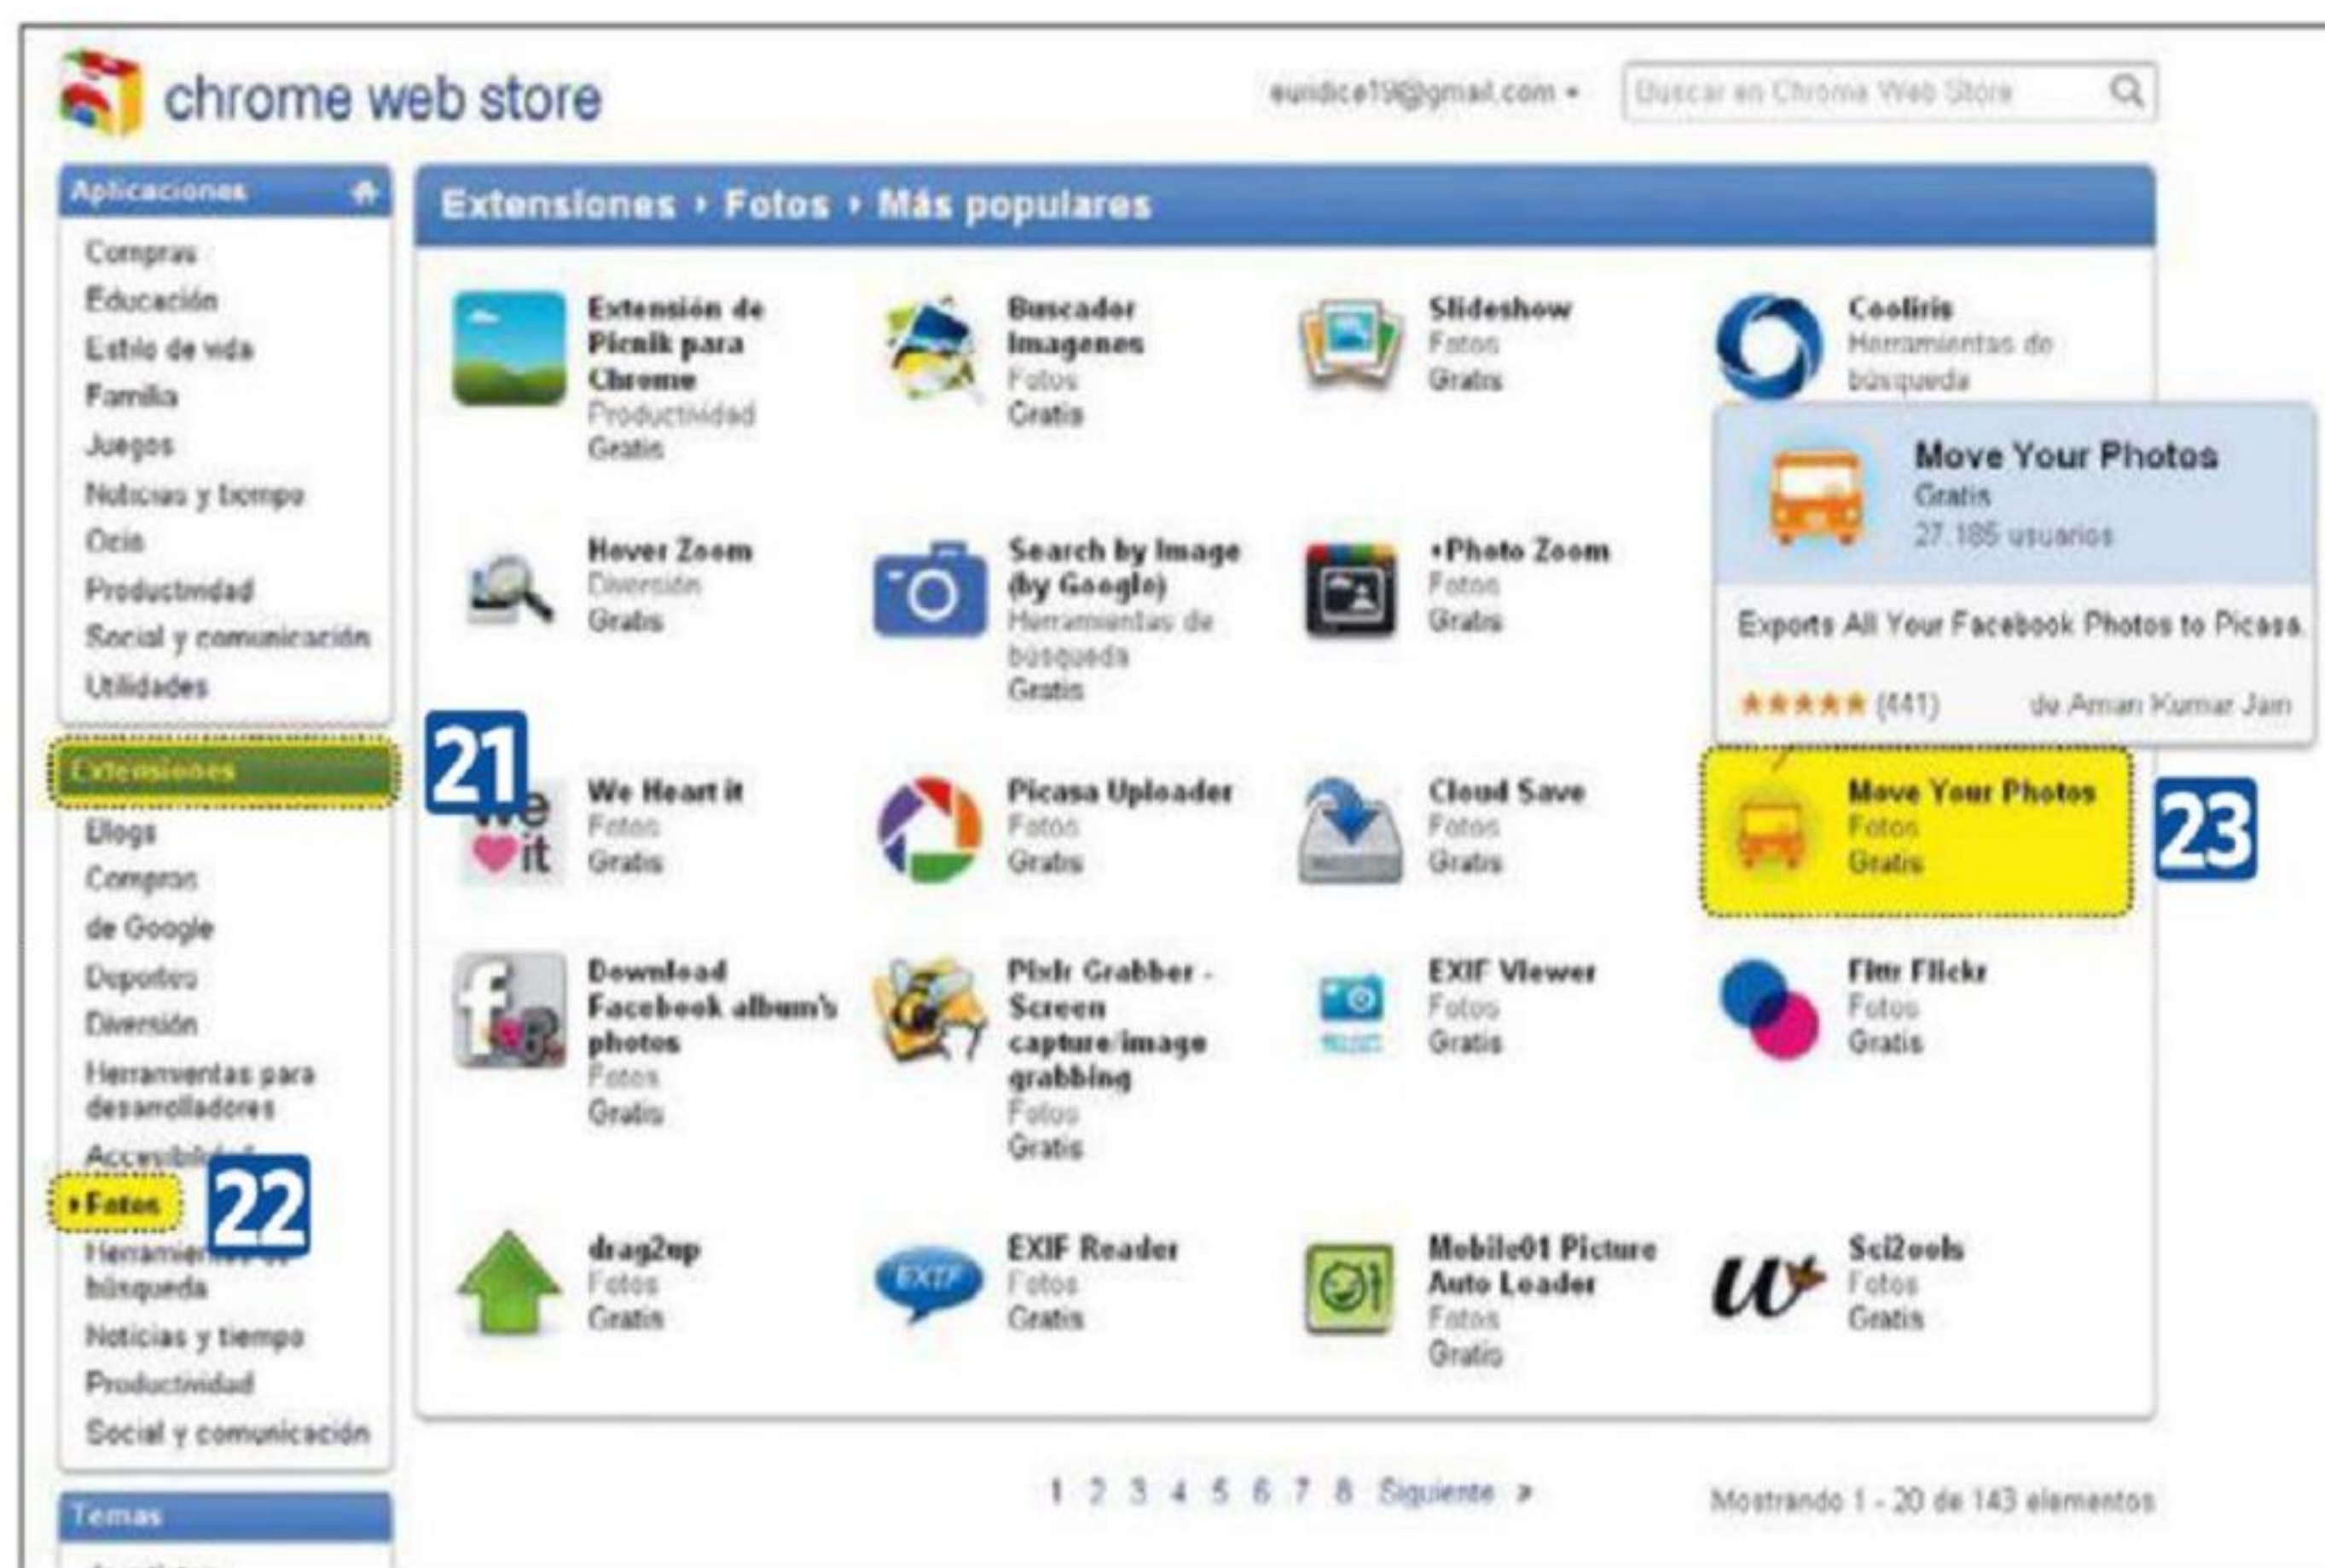 chrome web store
euridice19@gmail.com
Buscar en Chrome Web Store
Aplicaciones
Compras
Educación
Estilo de vida
Familia
Juegos
Noticias y tiempo
Ocio
Productividad
Social y comunicación
Utilidades
Extensiones
21
Blogs
Compras
de Google
Deportes
Diversión
Herramientas para
desarrolladores
Fotos
22
búsqueda
Noticias y tiempo
Productividad
Social y comunicación
Temas
Extensiones › Fotos › Más populares
Extensión de
Picnik para
Chrome
Productividad
Gratis
Buscador
Imagenes
Fotos
Gratis
Slideshow
Fotos
Gratis
Cooliris
Herramientas de
búsqueda
Move Your Photos
Gratis
27.185 usuarios
Exports All Your Facebook Photos to Picasa.
(441) de Aman Kumar Jain
Hover Zoom
Diversión
Gratis
Search by Image
(by Google)
Herramientas de
búsqueda
Gratis
+Photo Zoom
Fotos
Gratis
We Heart it
Fotos
Gratis
Picasa Uploader
Fotos
Gratis
Cloud Save
Fotos
Gratis
Move Your Photos
Fotos
Gratis
23
Download
Facebook album's
photos
Fotos
Gratis
Pixlr Grabber -
Screen
capture/image
grabbing
Fotos
Gratis
EXIF Viewer
Fotos
Gratis
Flickr
Fotos
Gratis
drag2up
Fotos
Gratis
EXIF
EXIF Reader
Fotos
Gratis
Mobile01 Picture
Auto Loader
Fotos
Gratis
Sci2ools
Fotos
Gratis
1 2 3 4 5 6 7 8 Siguiente »
Mostrando 1 - 20 de 143 elementos